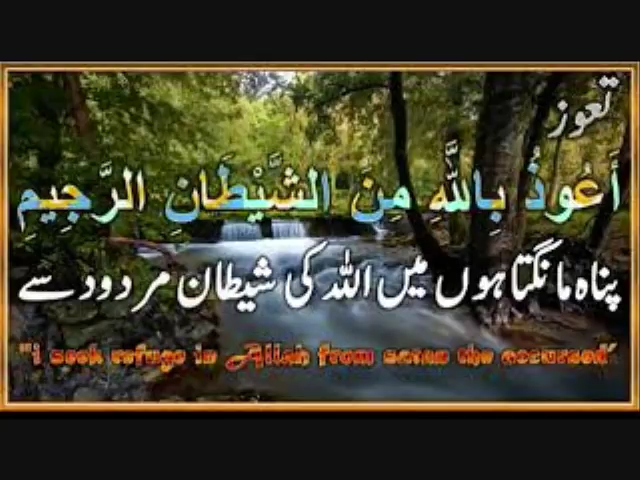 تعوز
أَعُوذُ بِاللَّهِ مِنَ الشَّيْطَانِ الرَّجِيمِ
پناہ مانگتا ہوں میں اللہ کی شیطان مردود سے
"i seek refuge in Allah from satan the accursed"